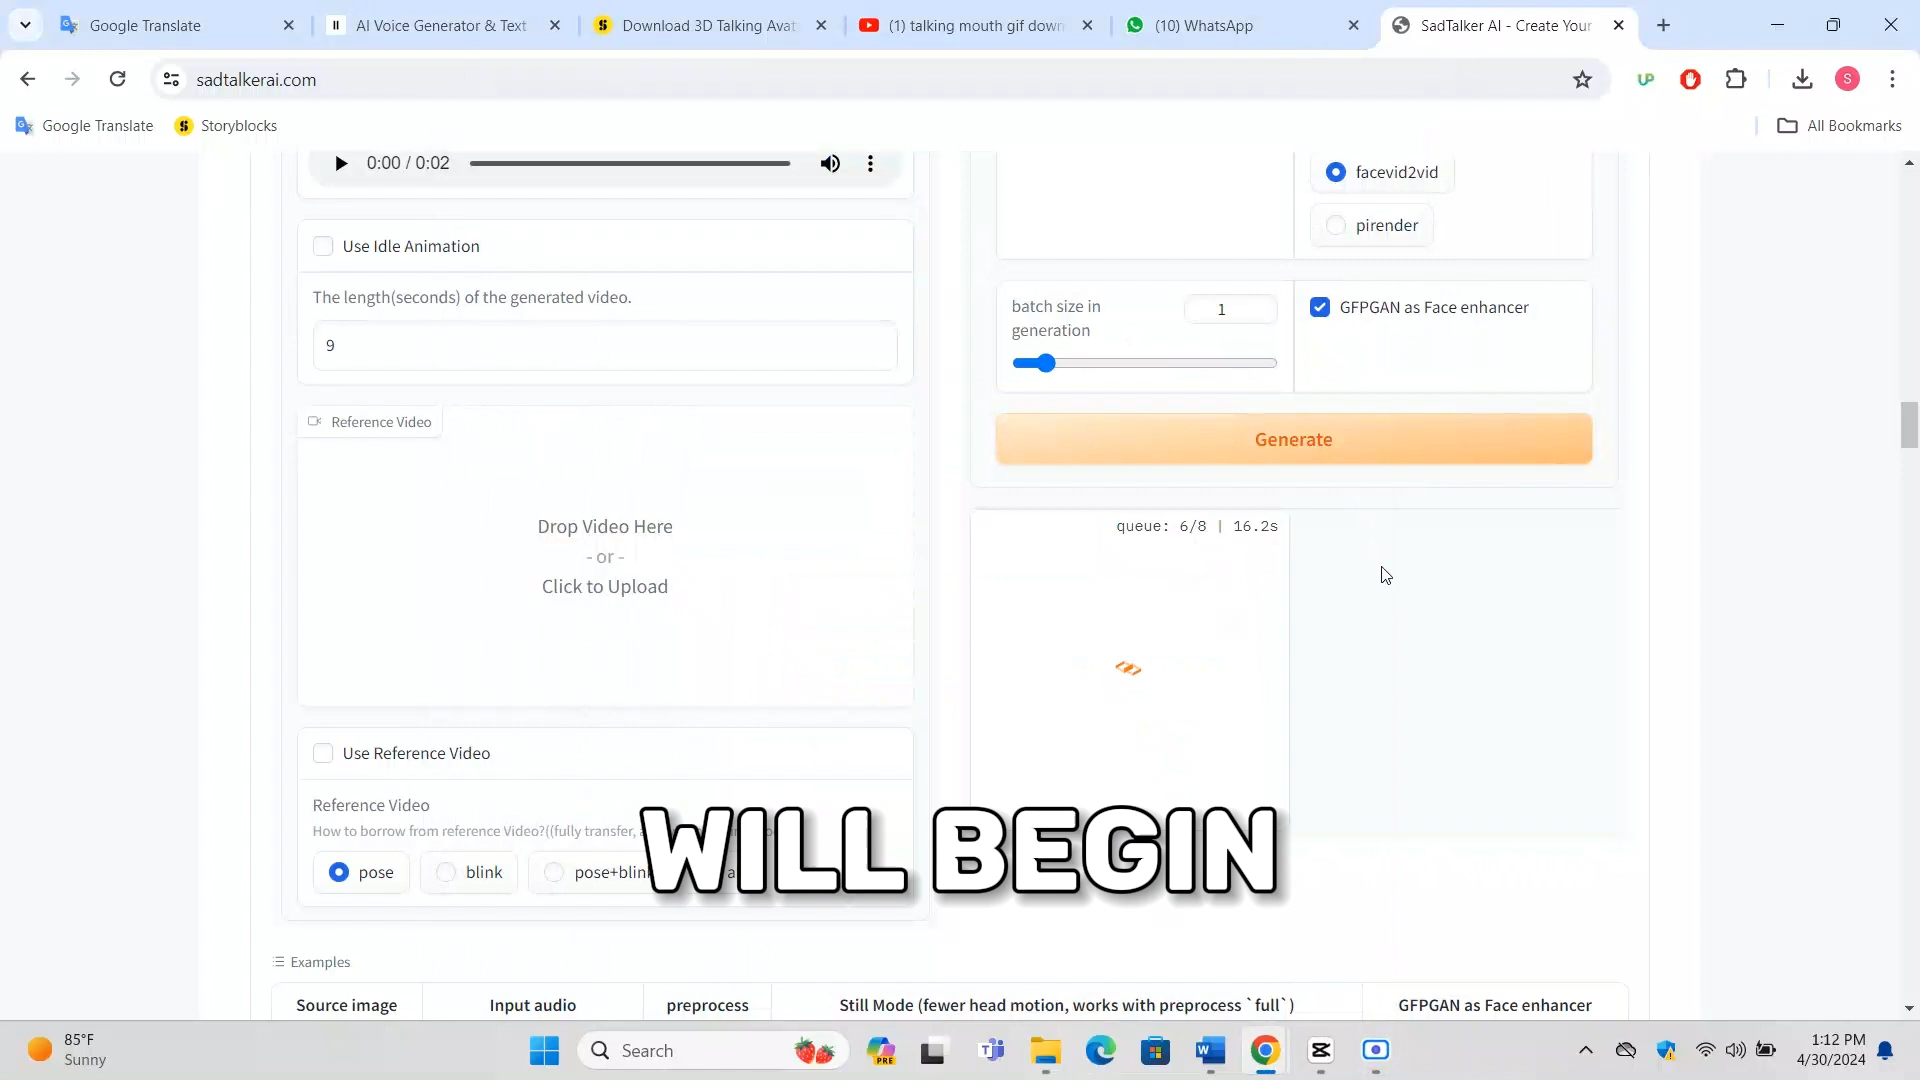 Google Translate
AI Voice Generator & Text
Download 3D Talking Avat
(1) talking mouth gif down
(10) WhatsApp
SadTalker AI - Create Your
sadtalkerai.com
UP
S
Google Translate
Storyblocks
All Bookmarks
0:00 / 0:02
facevid2vid
pirender
Use Idle Animation
The length(seconds) of the generated video.
9
batch size in
generation
1
GFPGAN as Face enhancer
Generate
Reference Video
Drop Video Here
- or -
Click to Upload
queue: 6/8 | 16.2s
Use Reference Video
Reference Video
How to borrow from reference Video?((fully transfer,
pose
blink
pose+blin
WILL BEGIN
Examples
Source image
Input audio
preprocess
Still Mode (fewer head motion, works with preprocess `full`)
GFPGAN as Face enhancer
85°F
Sunny
Search
PRE
1:12 PM
4/30/2024